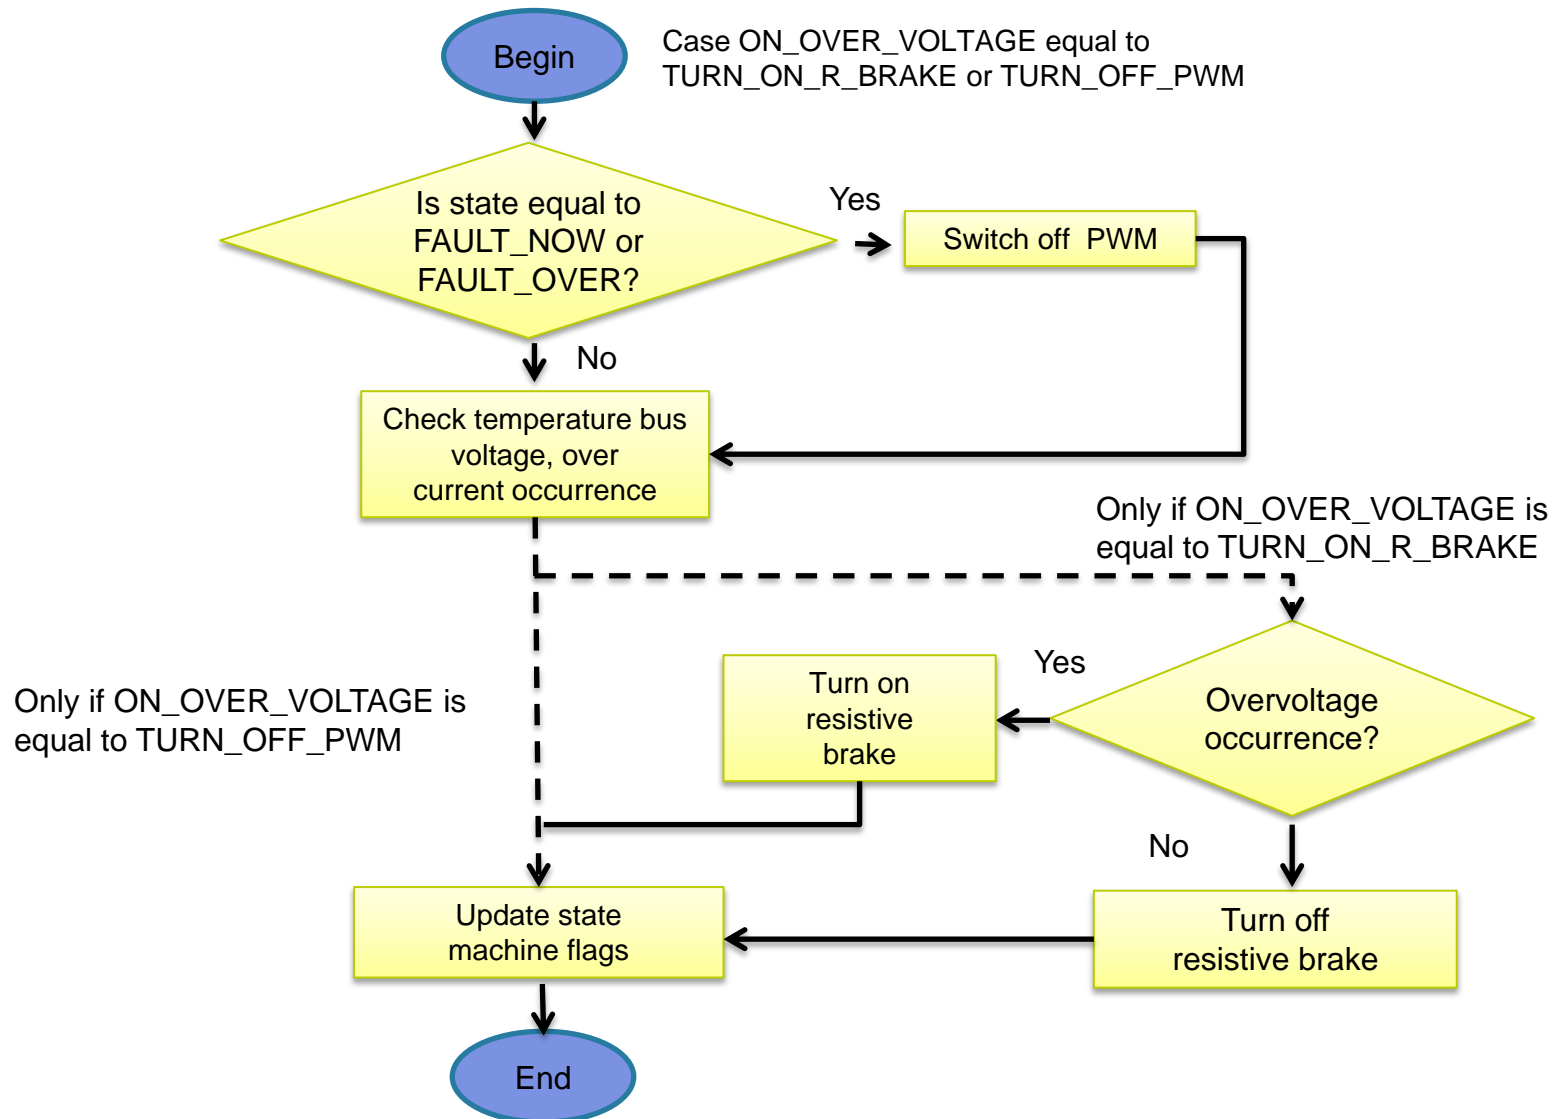 Begin
Case ON_OVER_VOLTAGE equal to
TURN_ON_R_BRAKE or TURN_OFF_PWM
Is state equal to
FAULT_NOW or
FAULT_OVER?
Yes
Switch off PWM
No
Check temperature bus
voltage, over
current occurrence
Only if ON_OVER_VOLTAGE is
equal to TURN_ON_R_BRAKE
Only if ON_OVER_VOLTAGE is
equal to TURN_OFF_PWM
Turn on
resistive
brake
Yes
Overvoltage
occurrence?
No
Update state
machine flags
Turn off
resistive brake
End